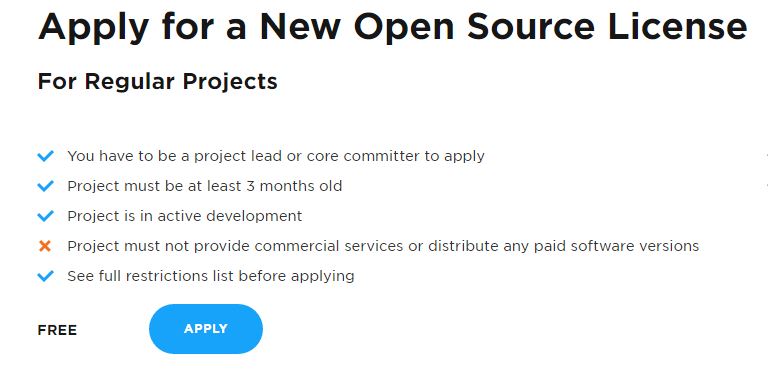 Apply for a New Open Source License
For Regular Projects
You have to be a project lead or core committer to apply
Project must be at least 3 months old
Project is in active development
Project must not provide commercial services or distribute any paid software versions
See full restrictions list before applying
FREE
APPLY